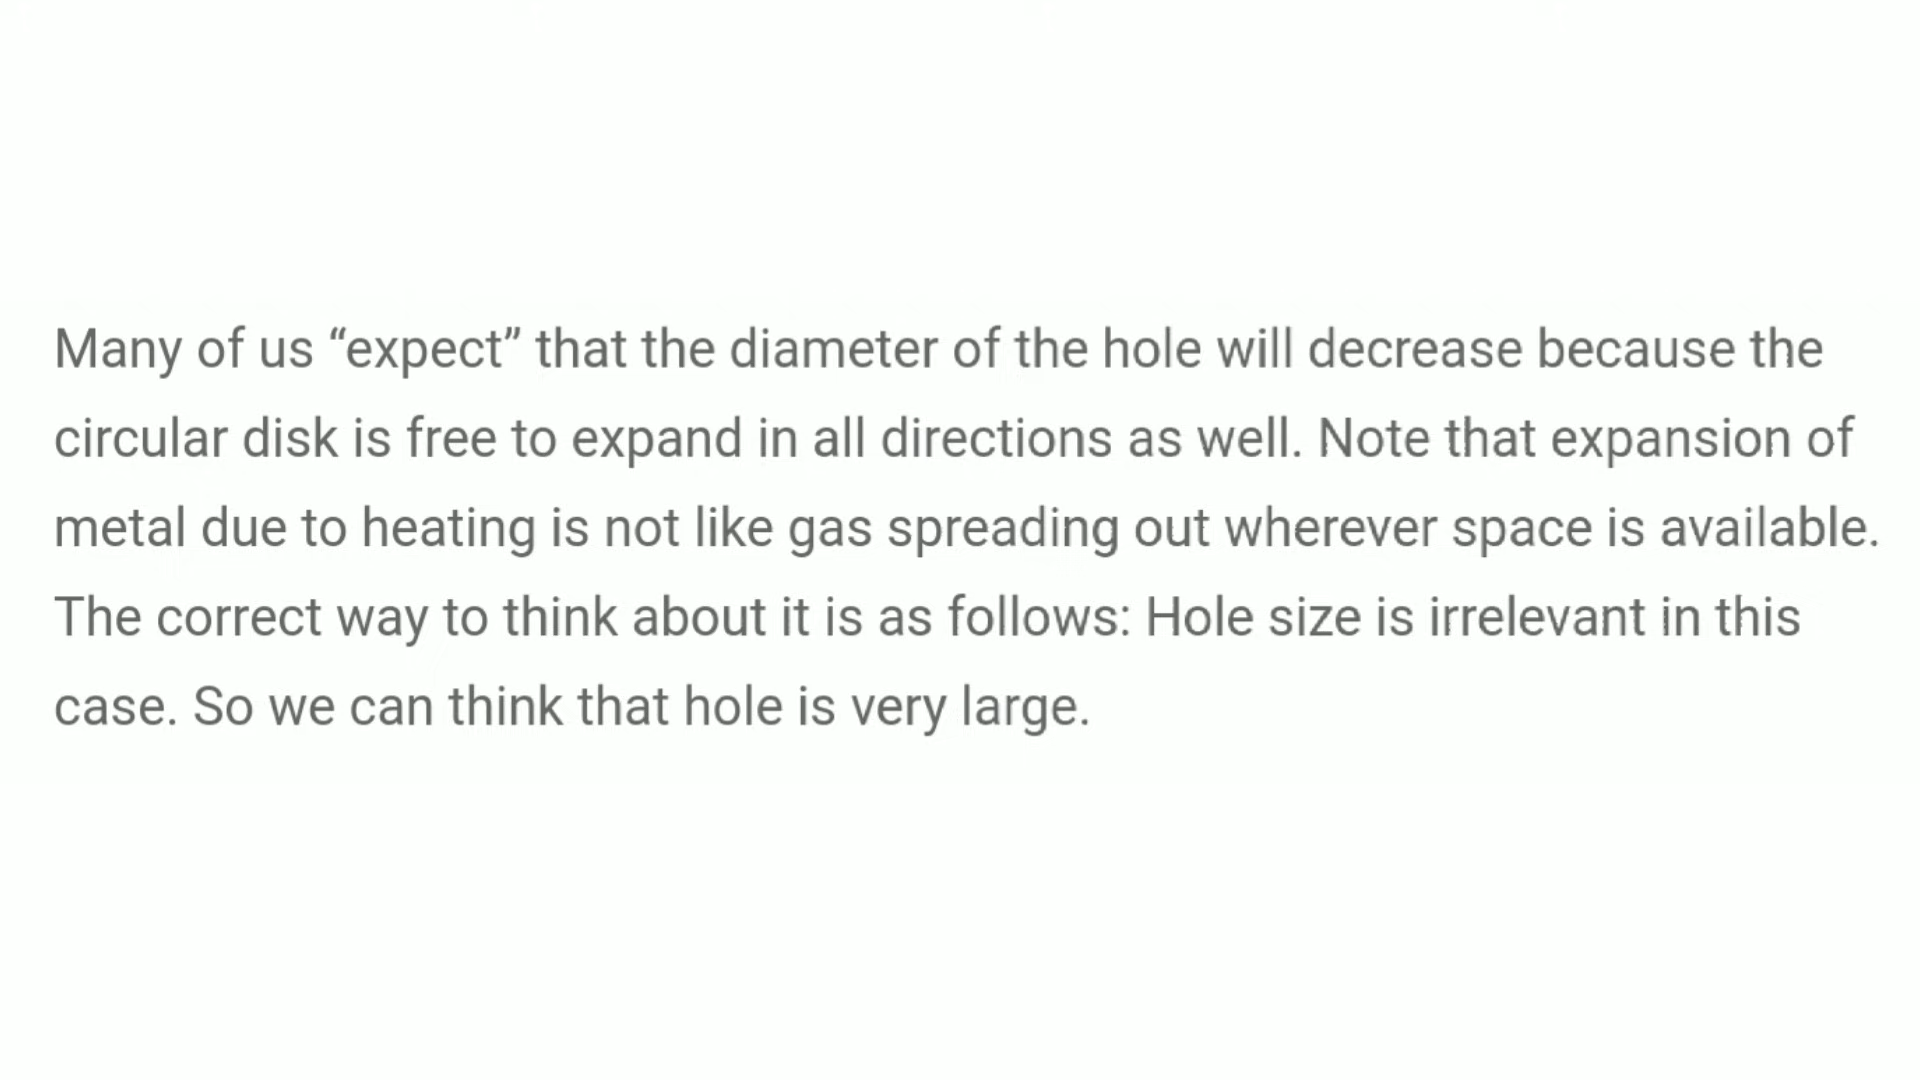 Many of us “expect” that the diameter of the hole will decrease because the
circular disk is free to expand in all directions as well. Note that expansion of
metal due to heating is not like gas spreading out wherever space is available.
The correct way to think about it is as follows: Hole size is irrelevant in this
case. So we can think that hole is very large.